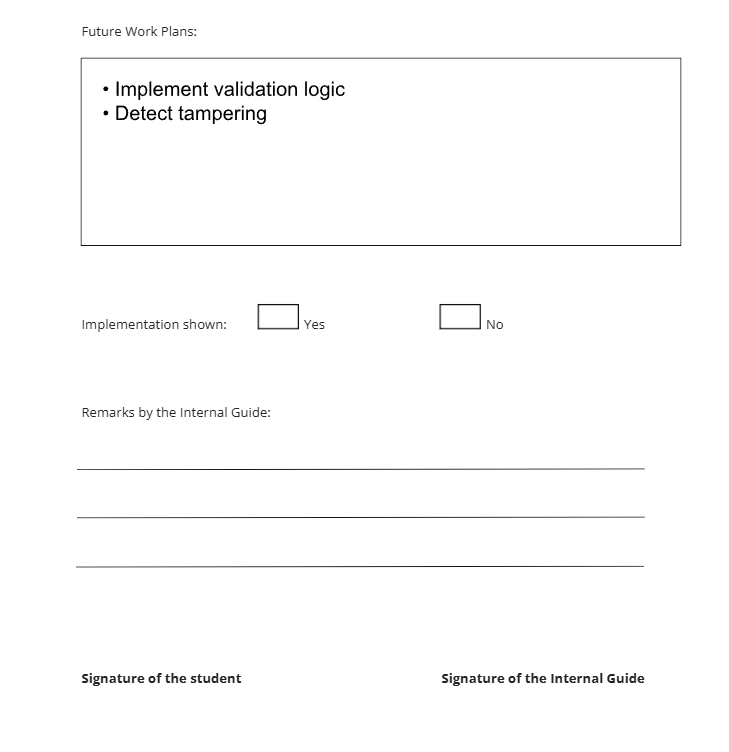 Future Work Plans:
• Implement validation logic
• Detect tampering
Implementation shown: Yes No
Remarks by the Internal Guide:
Signature of the student Signature of the Internal Guide